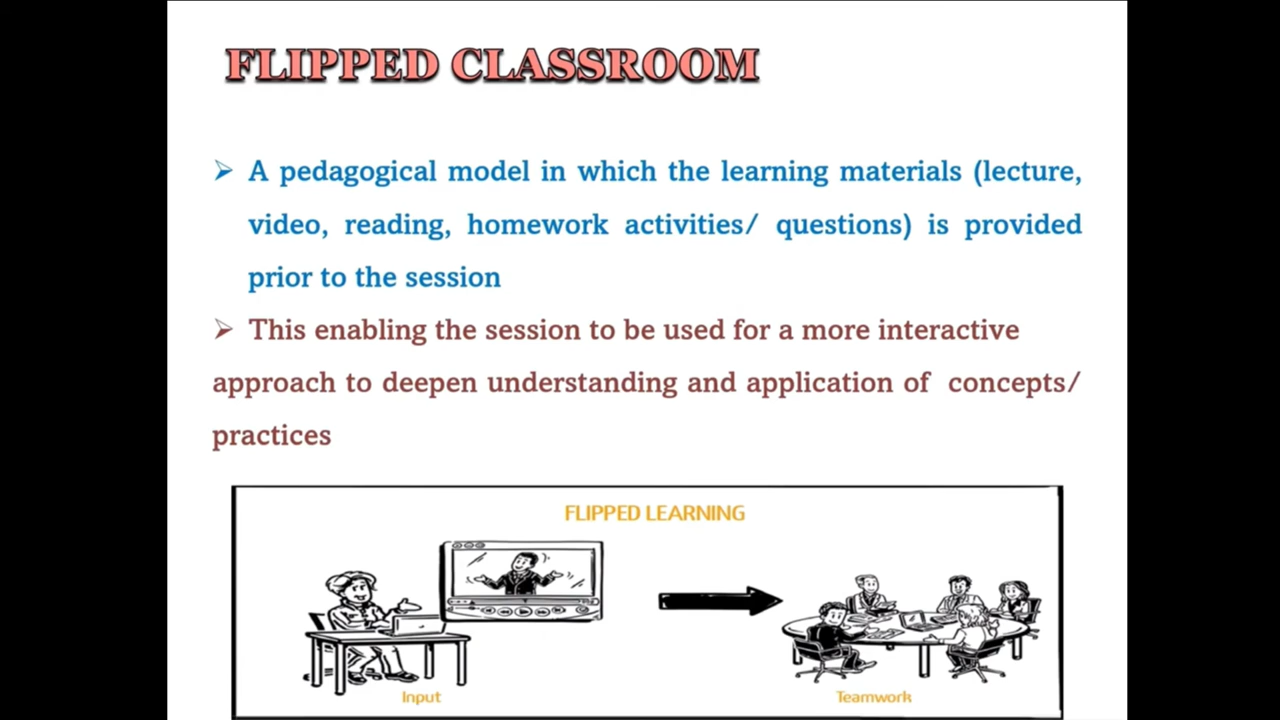 FLIPPED CLASSROOM
➢ A pedagogical model in which the learning materials (lecture,
video, reading, homework activities/ questions) is provided
prior to the session
➢ This enabling the session to be used for a more interactive
approach to deepen understanding and application of concepts/
practices
FLIPPED LEARNING
Input
Teamwork